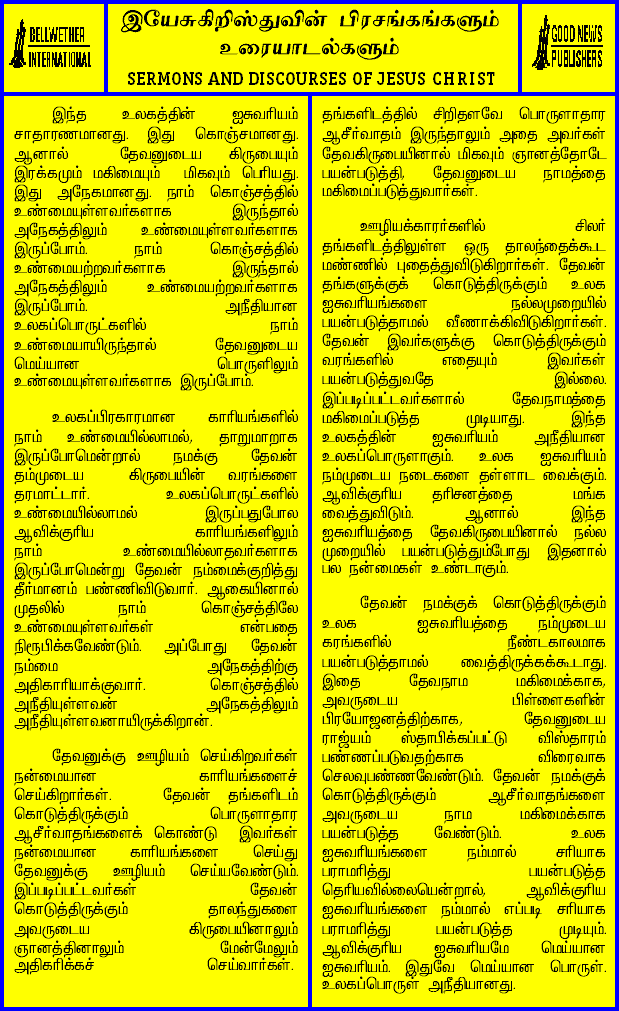 BELLWETHER
INTERNATIONAL
இயேசுகிறிஸ்துவின் பிரசங்கங்களும்
உரையாடல்களும்
SERMONS AND DISCOURSES OF JESUS CHRIST
GOOD NEWS
PUBLISHERS
இந்த உலகத்தின் ஐசுவரியம்
சாதாரணமானது. இது கொஞ்சமானது.
ஆனால் தேவனுடைய கிருபையும்
இரக்கமும் மகிமையும் மிகவும் பெரியது.
இது அநேகமானது. நாம் கொஞ்சத்தில்
உண்மையுள்ளவர்களாக இருந்தால்
அநேகத்திலும் உண்மையுள்ளவர்களாக
இருப்போம். நாம் கொஞ்சத்தில்
உண்மையற்றவர்களாக இருந்தால்
அநேகத்திலும் உண்மையற்றவர்களாக
இருப்போம். அநீதியான
உலகப்பொருட்களில் நாம்
உண்மையாயிருந்தால் தேவனுடைய
மெய்யான பொருளிலும்
உண்மையுள்ளவர்களாக இருப்போம்.
உலகப்பிரகாரமான காரியங்களில்
நாம் உண்மையில்லாமல், தாறுமாறாக
இருப்போமென்றால் நமக்கு தேவன்
தம்முடைய கிருபையின் வரங்களை
தரமாட்டார். உலகப்பொருட்களில்
உண்மையில்லாமல் இருப்பதுபோல
ஆவிக்குரிய காரியங்களிலும்
நாம் உண்மையில்லாதவர்களாக
இருப்போமென்று தேவன் நம்மைக்குறித்து
தீர்மானம் பண்ணிவிடுவார். ஆகையினால்
முதலில் நாம் கொஞ்சத்திலே
உண்மையுள்ளவர்கள் என்பதை
நிரூபிக்கவேண்டும். அப்போது தேவன்
நம்மை அநேகத்திற்கு
அதிகாரியாக்குவார். கொஞ்சத்தில்
அநீதியுள்ளவன் அநேகத்திலும்
அநீதியுள்ளவனாயிருக்கிறான்.
தேவனுக்கு ஊழியம் செய்கிறவர்கள்
நன்மையான காரியங்களைச்
செய்கிறார்கள். தேவன் தங்களிடம்
கொடுத்திருக்கும் பொருளாதார
ஆசீர்வாதங்களைக் கொண்டு இவர்கள்
நன்மையான காரியங்களை செய்து
தேவனுக்கு ஊழியம் செய்யவேண்டும்.
இப்படிப்பட்டவர்கள் தேவன்
கொடுத்திருக்கும் தாலந்துகளை
அவருடைய கிருபையினாலும்
ஞானத்தினாலும் மேன்மேலும்
அதிகரிக்கச் செய்வார்கள்.
தங்களிடத்தில் சிறிதளவே பொருளாதார
ஆசீர்வாதம் இருந்தாலும் அதை அவர்கள்
தேவகிருபையினால் மிகவும் ஞானத்தோடே
பயன்படுத்தி, தேவனுடைய நாமத்தை
மகிமைப்படுத்துவார்கள்.
ஊழியக்காரர்களில் சிலர்
தங்களிடத்திலுள்ள ஒரு தாலந்தைக்கூட
மண்ணில் புதைத்துவிடுகிறார்கள். தேவன்
தங்களுக்குக் கொடுத்திருக்கும் உலக
ஐசுவரியங்களை நல்லமுறையில்
பயன்படுத்தாமல் வீணாக்கிவிடுகிறார்கள்.
தேவன் இவர்களுக்கு கொடுத்திருக்கும்
வரங்களில் எதையும் இவர்கள்
பயன்படுத்துவதே இல்லை.
இப்படிப்பட்டவர்களால் தேவநாமத்தை
மகிமைப்படுத்த முடியாது. இந்த
உலகத்தின் ஐசுவரியம் அநீதியான
உலகப்பொருளாகும். உலக ஐசுவரியம்
நம்முடைய நடைகளை தள்ளாட வைக்கும்.
ஆவிக்குரிய தரிசனத்தை மங்க
வைத்துவிடும். ஆனால் இந்த
ஐசுவரியத்தை தேவகிருபையினால் நல்ல
முறையில் பயன்படுத்தும்போது இதனால்
பல நன்மைகள் உண்டாகும்.
தேவன் நமக்குக் கொடுத்திருக்கும்
உலக ஐசுவரியத்தை நம்முடைய
கரங்களில் நீண்டகாலமாக
பயன்படுத்தாமல் வைத்திருக்கக்கூடாது.
இதை தேவநாம மகிமைக்காக,
அவருடைய பிள்ளைகளின்
பிரயோஜனத்திற்காக, தேவனுடைய
ராஜ்யம் ஸ்தாபிக்கப்பட்டு விஸ்தாரம்
பண்ணப்படுவதற்காக விரைவாக
செலவுபண்ணவேண்டும். தேவன் நமக்குக்
கொடுத்திருக்கும் ஆசீர்வாதங்களை
அவருடைய நாம மகிமைக்காக
பயன்படுத்த வேண்டும். உலக
ஐசுவரியங்களை நம்மால் சரியாக
பராமரித்து பயன்படுத்த
தெரியவில்லையென்றால், ஆவிக்குரிய
ஐசுவரியங்களை நம்மால் எப்படி சரியாக
பராமரித்து பயன்படுத்த முடியும்.
ஆவிக்குரிய ஐசுவரியமே மெய்யான
ஐசுவரியம். இதுவே மெய்யான பொருள்.
உலகப்பொருள் அநீதியானது.